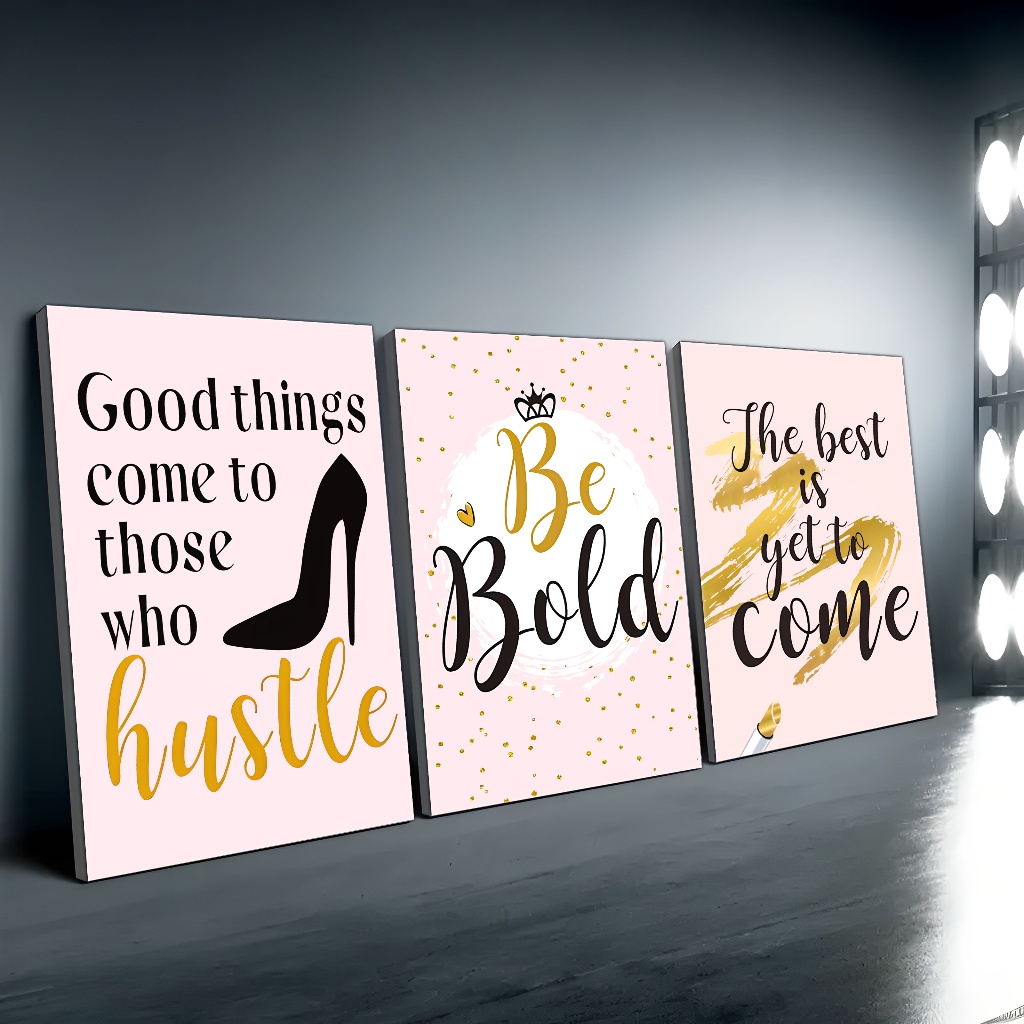 Good things
come to
those
who
hustle
Be
Bold
The best
is
yet to
come